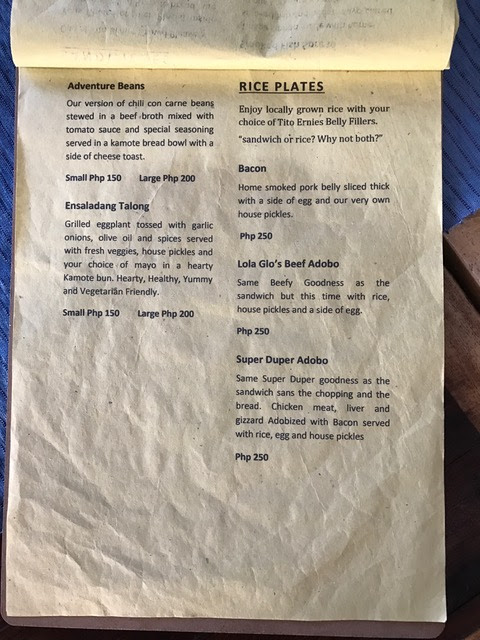 Adventure Beans
Our version of chili con carne beans
stewed in a beef broth mixed with
tomato sauce and special seasoning
served in a kamote bread bowl with a
side of cheese toast.
Small Php 150 Large Php 200
Ensaladang Talong
Grilled eggplant tossed with garlic
onions, olive oil and spices served
with fresh veggies, house pickles and
your choice of mayo in a hearty
Kamote bun. Hearty, Healthy, Yummy
and Vegetarian Friendly.
Small Php 150 Large Php 200
RICE PLATES
Enjoy locally grown rice with your
choice of Tito Ernies Belly Fillers.
"sandwich or rice? Why not both?"
Bacon
Home smoked pork belly sliced thick
with a side of egg and our very own
house pickles.
Php 250
Lola Glo's Beef Adobo
Same Beefy Goodness as the
sandwich but this time with rice,
house pickles and a side of egg.
Php 250
Super Duper Adobo
Same Super Duper goodness as the
sandwich sans the chopping and the
bread. Chicken meat, liver and
gizzard Adobized with Bacon served
with rice, egg and house pickles
Php 250